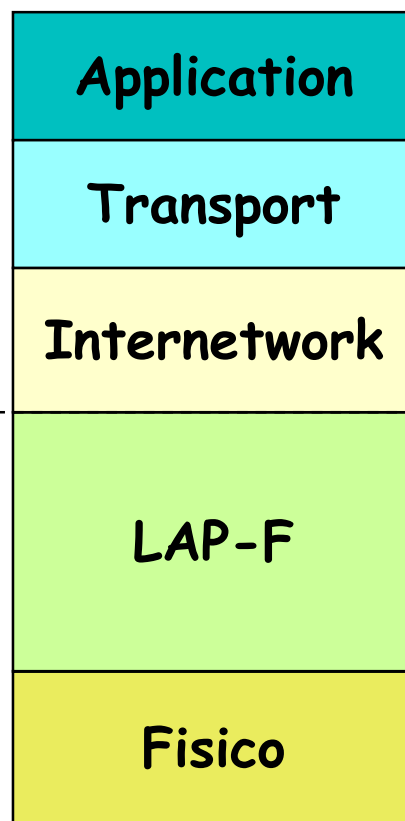 Application
Transport
Internetwork
LAP-F
Fisico